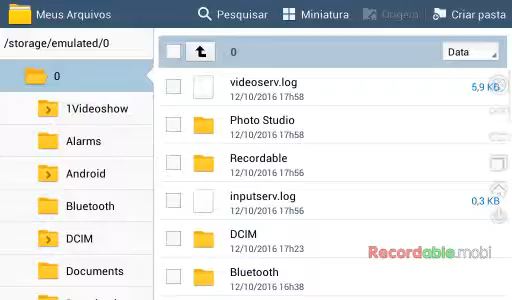 Meus Arquivos
Pesquisar
Miniatura
Origem
Criar pasta
/storage/emulated/0
0
1Videoshow
Alarms
Android
Bluetooth
DCIM
Documents
0
Data
videoserv.log
12/10/2016 17h58
5,9 KB
Photo Studio
12/10/2016 17h58
Recordable
12/10/2016 17h56
inputserv.log
12/10/2016 17h56
0,3 KB
DCIM
12/10/2016 17h23
Recordable.mobi
Bluetooth
12/10/2016 16h38